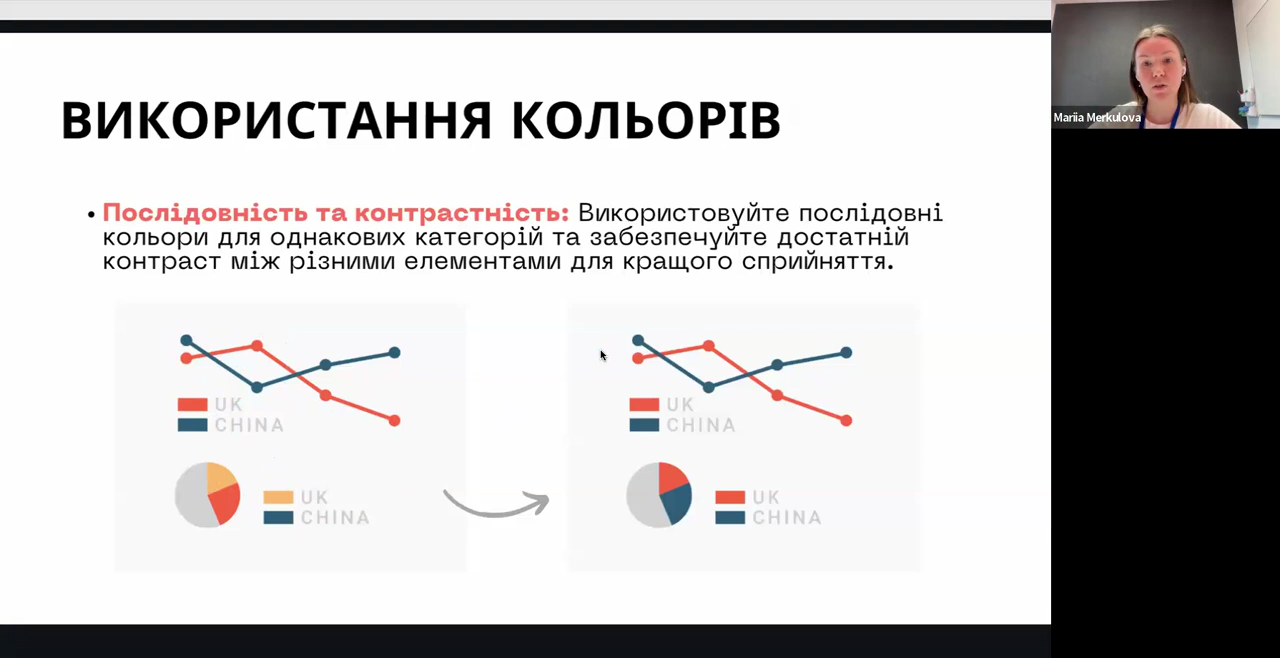 ВИКОРИСТАННЯ КОЛЬОРІВ
• Послідовність та контрастність: Використовуйте послідовні
кольори для однакових категорій та забезпечуйте достатній
контраст між різними елементами для кращого сприйняття.
UK
CHINA
UK
CHINA
UK
CHINA
UK
CHINA
Mariia Merkulova